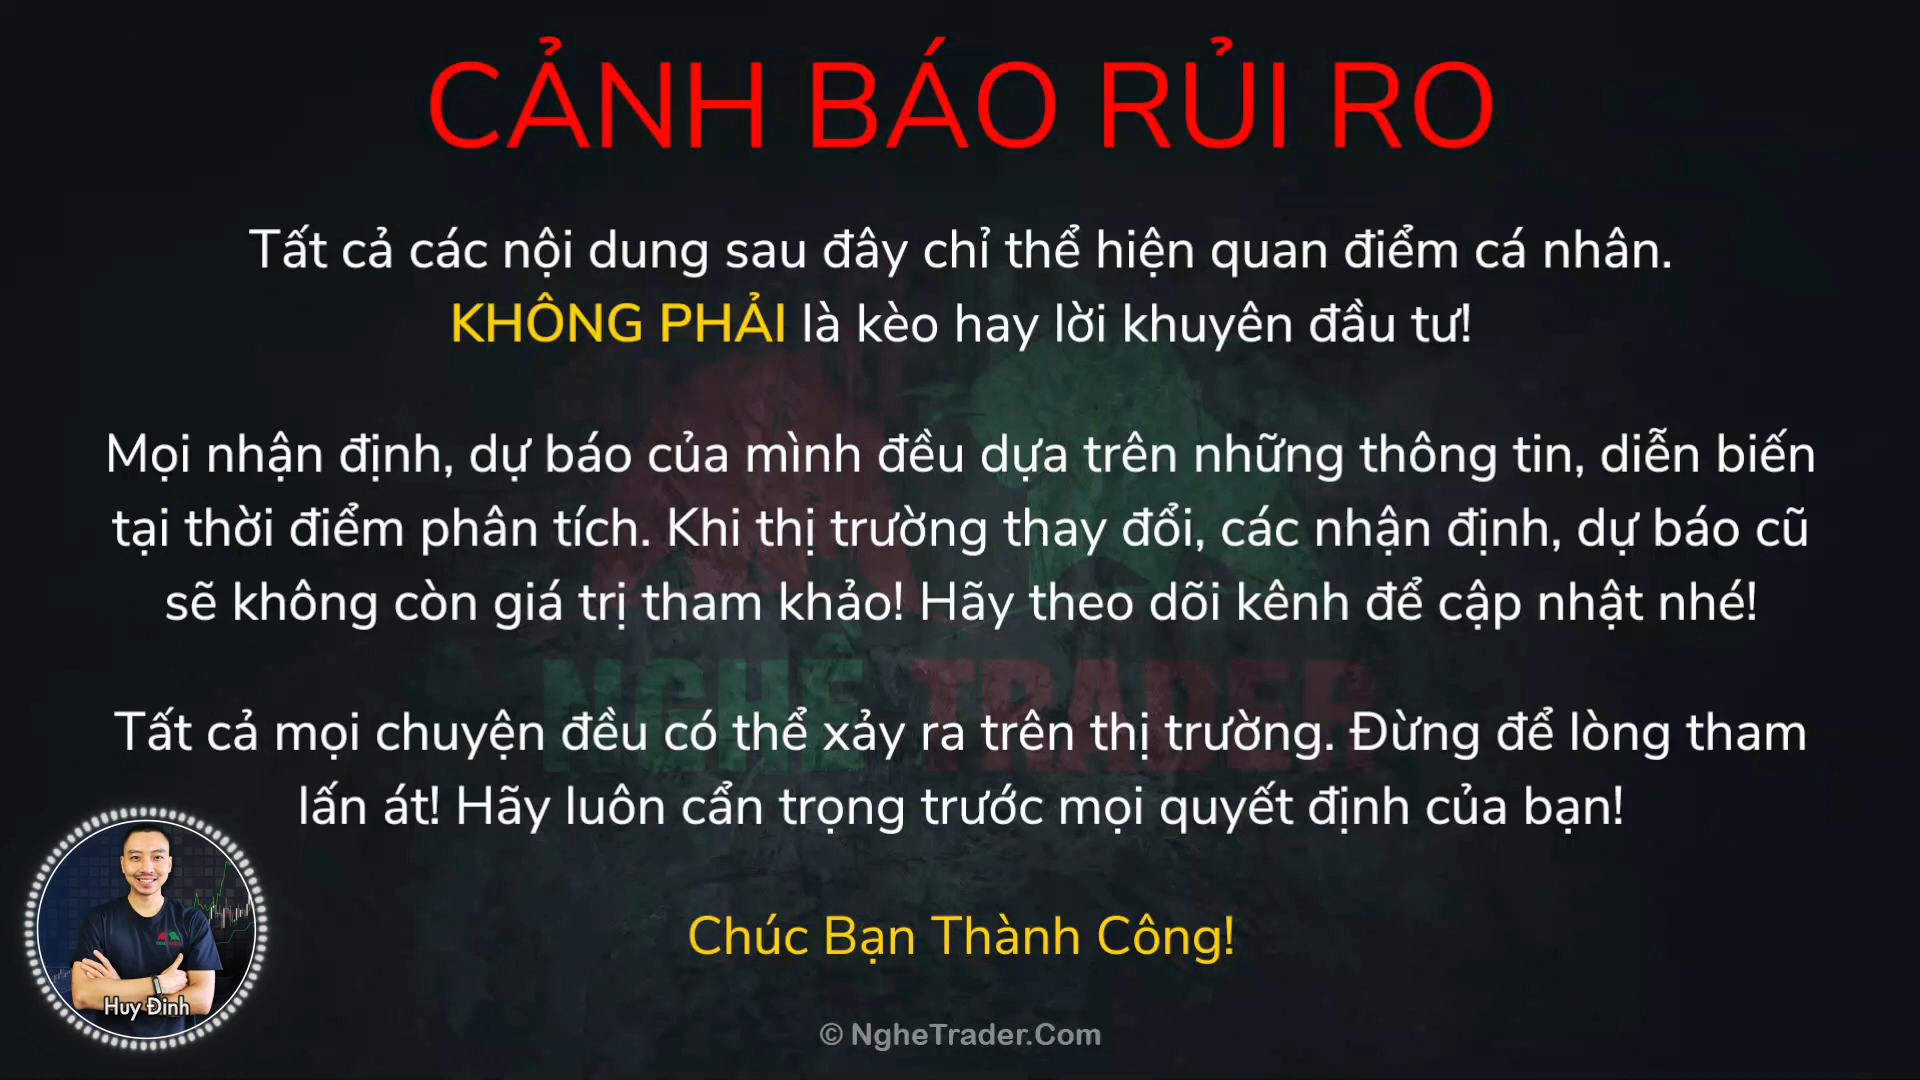 CẢNH BÁO RỦI RO
Tất cả các nội dung sau đây chỉ thể hiện quan điểm cá nhân.
KHÔNG PHẢI là kèo hay lời khuyên đầu tư!
Mọi nhận định, dự báo của mình đều dựa trên những thông tin, diễn biến
tại thời điểm phân tích. Khi thị trường thay đổi, các nhận định, dự báo cũ
sẽ không còn giá trị tham khảo! Hãy theo dõi kênh để cập nhật nhé!
NGHỀ TRADER
Tất cả mọi chuyện đều có thể xảy ra trên thị trường. Đừng để lòng tham
lấn át! Hãy luôn cẩn trọng trước mọi quyết định của bạn!
Chúc Bạn Thành Công!
Huy Đinh
© NgheTrader.Com